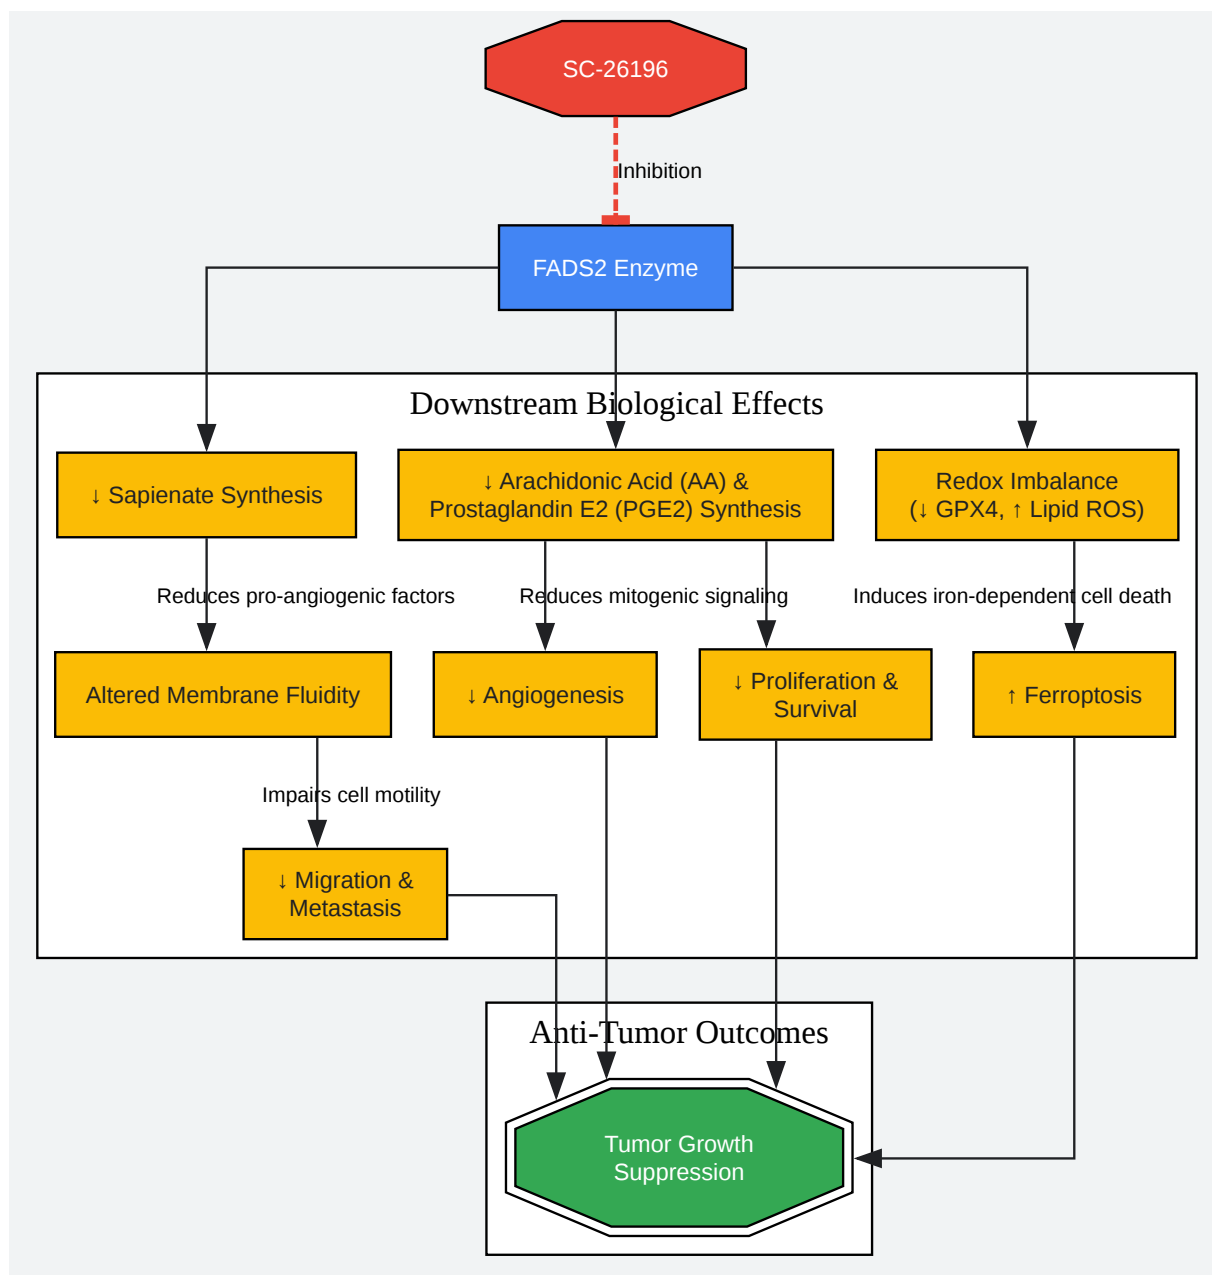 SC-26196
Inhibition
FADS2 Enzyme
Downstream Biological Effects
↓ Sapienate Synthesis
↓ Arachidonic Acid (AA) &
Prostaglandin E2 (PGE2) Synthesis
Redox Imbalance
(↓ GPX4, ↑ Lipid ROS)
Reduces pro-angiogenic factors
Reduces mitogenic signaling
Induces iron-dependent cell death
Altered Membrane Fluidity
↓ Angiogenesis
↓ Proliferation &
Survival
↑ Ferroptosis
Impairs cell motility
↓ Migration &
Metastasis
Anti-Tumor Outcomes
Tumor Growth
Suppression